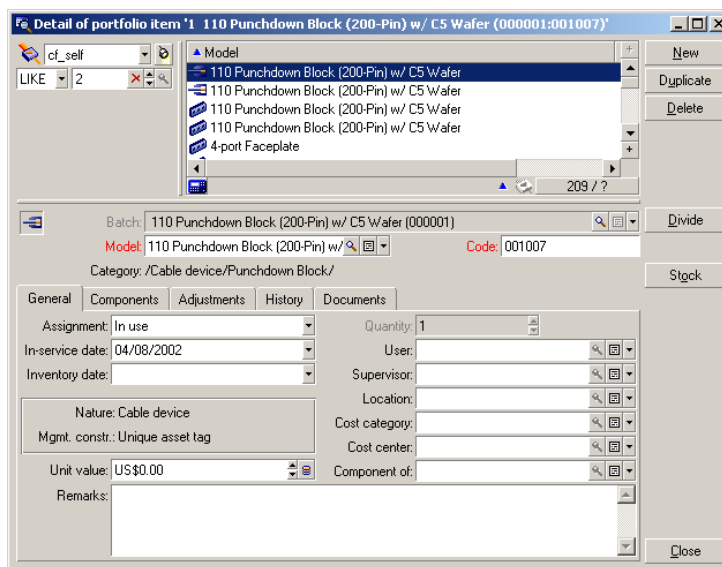 Detail of portfolio item '1 110 Punchdown Block (200-Pin) w/ C5 Wafer (000001:001007)'
cf_self
LIKE 2
Model
110 Punchdown Block (200-Pin) w/ C5 Wafer
110 Punchdown Block (200-Pin) w/ C5 Wafer
110 Punchdown Block (200-Pin) w/ C5 Wafer
110 Punchdown Block (200-Pin) w/ C5 Wafer
4-port Faceplate
209 / ?
New
Duplicate
Delete
Batch: 110 Punchdown Block (200-Pin) w/ C5 Wafer (000001)
Divide
Model: 110 Punchdown Block (200-Pin) w/ Code: 001007
Category: /Cable device/Punchdown Block/
Stock
General Components Adjustments History Documents
Assignment: In use Quantity: 1
In-service date: 04/08/2002 User:
Inventory date: Supervisor:
Location:
Nature: Cable device
Cost category:
Mgmt. constr.: Unique asset tag
Cost center:
Unit value: US$0.00 Component of:
Remarks:
Close